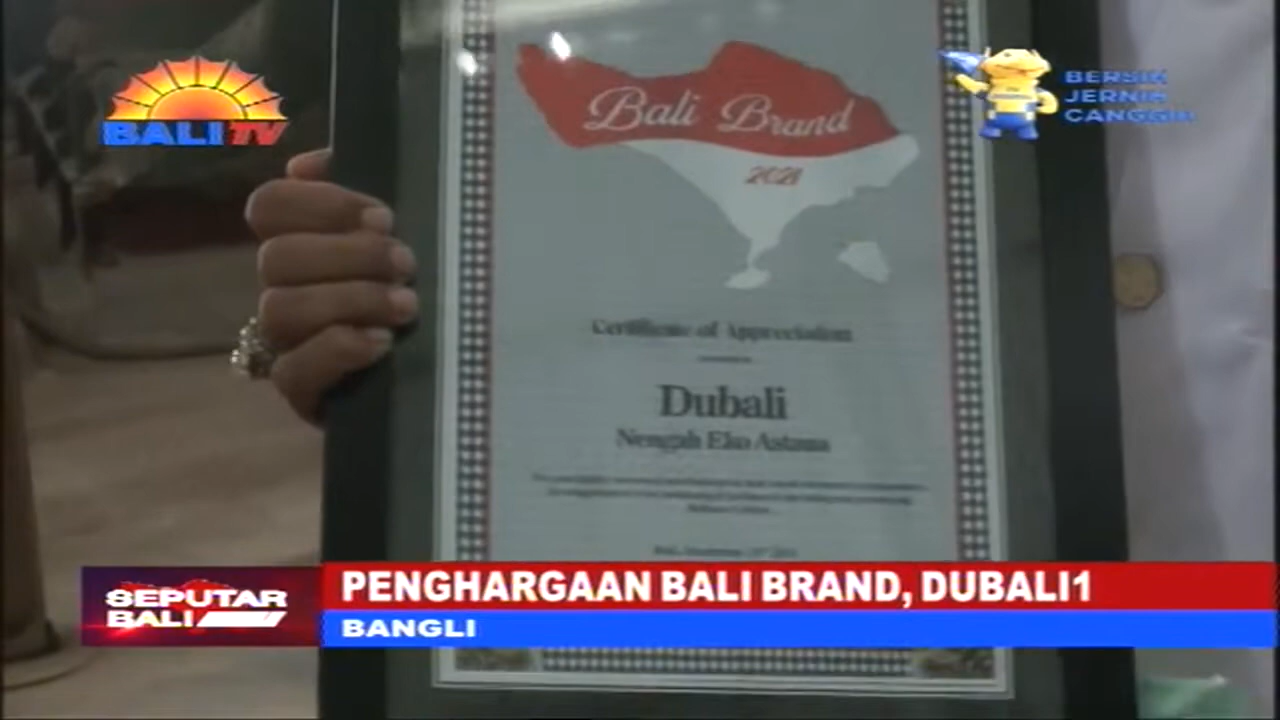 BALI TV
BERSIH
JERNIH
CANGGIH
Bali Brand
2021
Certificate of Appreciation
Dubali
Nengah Eko Astana
SEPUTAR
BALI
PENGHARGAAN BALI BRAND, DUBALI1
BANGLI